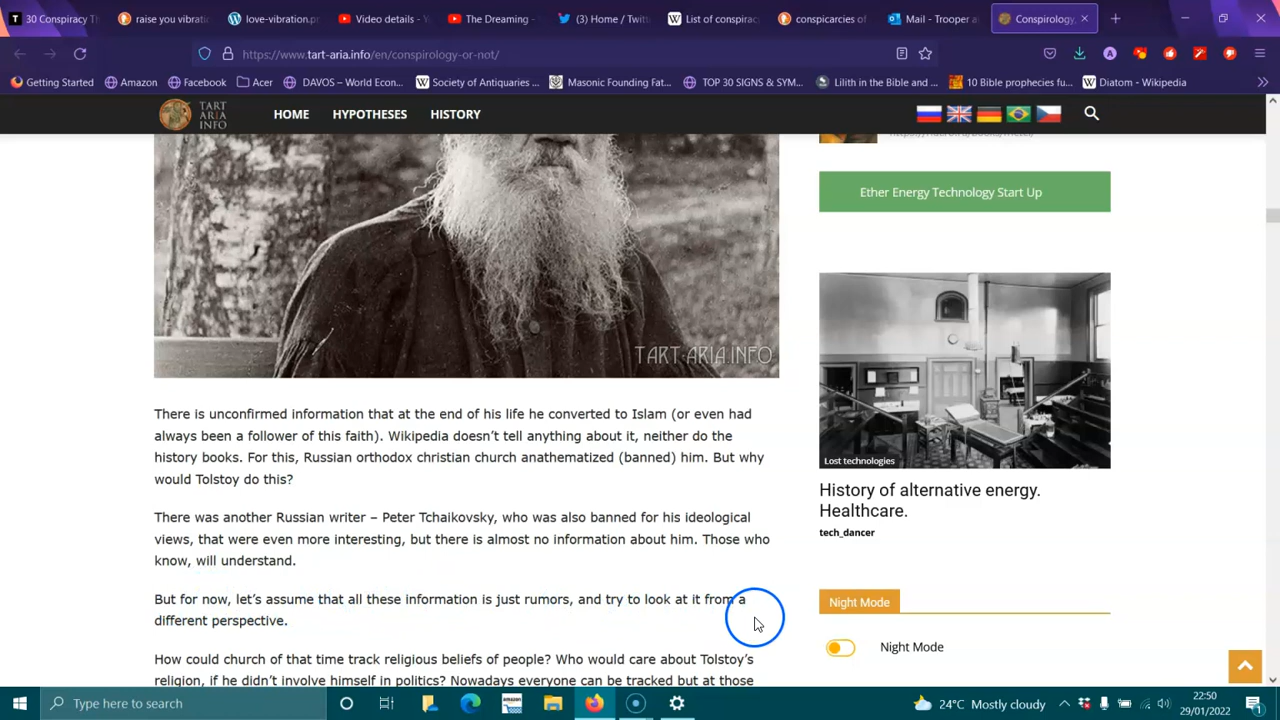 30 Conspiracy T
raise you vibrati
love-vibration.pr
Video details - Y
The Dreaming -
(3) Home / Twitt
List of conspirac
conspicarcies of
Mail - Trooper a
Conspirology,
https://www.tart-aria.info/en/conspirology-or-not/
Getting Started
Amazon
Facebook
Acer
DAVOS – World Econ...
Society of Antiquaries ...
Masonic Founding Fat...
TOP 30 SIGNS & SYM...
Lilith in the Bible and ...
10 Bible prophecies fu...
Diatom - Wikipedia
TART
ARIA
INFO
HOME
HYPOTHESES
HISTORY
Ether Energy Technology Start Up
TART-ARIA.INFO
There is unconfirmed information that at the end of his life he converted to Islam (or even had
always been a follower of this faith). Wikipedia doesn't tell anything about it, neither do the
history books. For this, Russian orthodox christian church anathematized (banned) him. But why
would Tolstoy do this?
There was another Russian writer – Peter Tchaikovsky, who was also banned for his ideological
views, that were even more interesting, but there is almost no information about him. Those who
know, will understand.
But for now, let's assume that all these information is just rumors, and try to look at it from a
different perspective.
How could church of that time track religious beliefs of people? Who would care about Tolstoy's
religion, if he didn't involve himself in politics? Nowadays everyone can be tracked but at those
Lost technologies
History of alternative energy.
Healthcare.
tech_dancer
Night Mode
Night Mode
Type here to search
24°C Mostly cloudy
22:50
29/01/2022